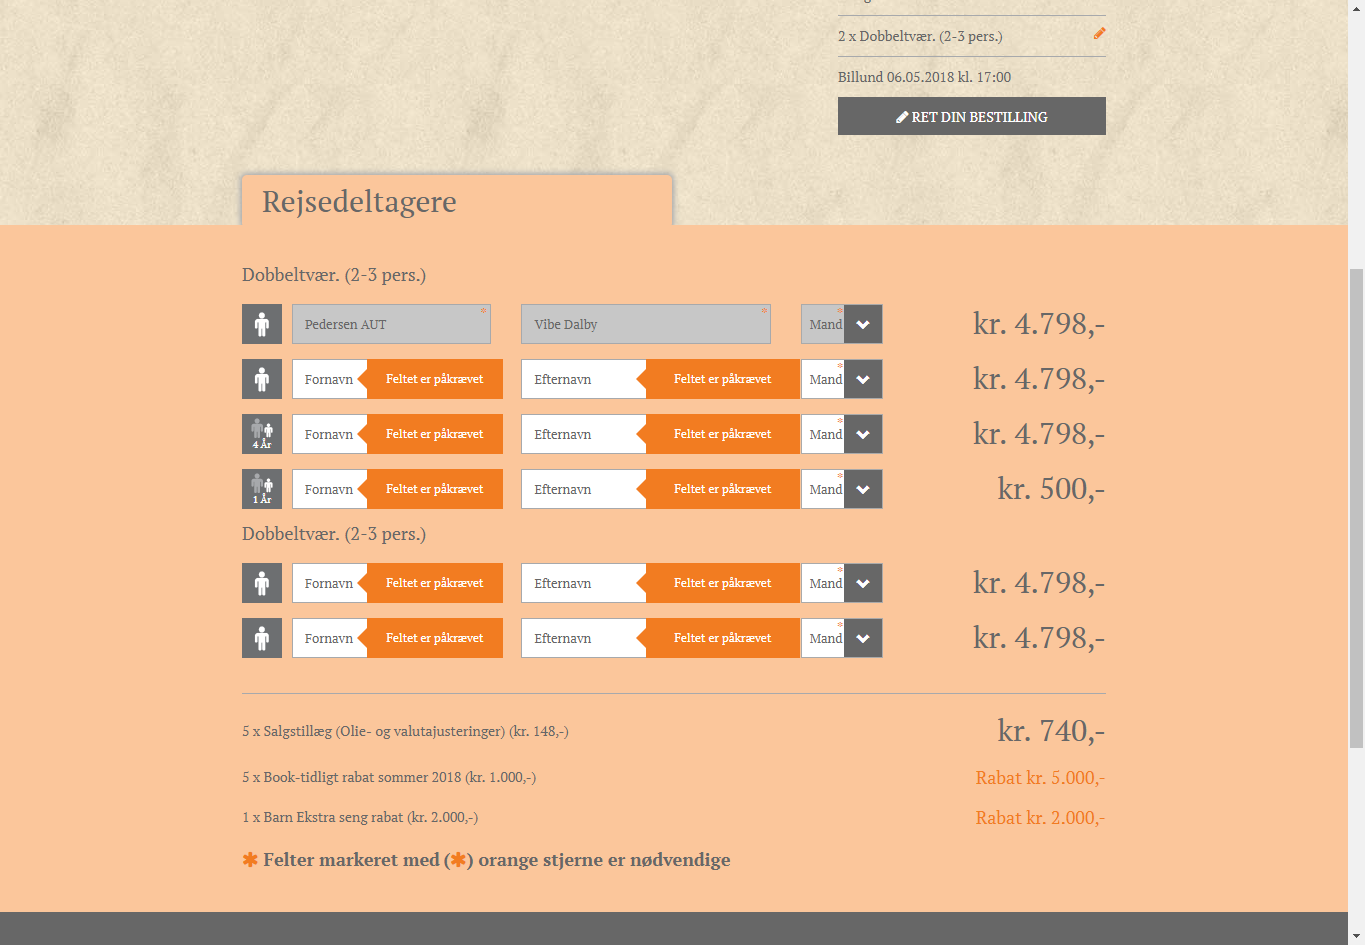 2 x Dobbeltvær. (2-3 pers.)
Billund 06.05.2018 kl. 17:00
RET DIN BESTILLING
Rejsedeltagere
Dobbeltvær. (2-3 pers.)
Pedersen AUT * Vibe Dalby * Mand * kr. 4.798,-
Fornavn Feltet er påkrævet Efternavn Feltet er påkrævet Mand * kr. 4.798,-
4 År Fornavn Feltet er påkrævet Efternavn Feltet er påkrævet Mand * kr. 4.798,-
1 År Fornavn Feltet er påkrævet Efternavn Feltet er påkrævet Mand * kr. 500,-
Dobbeltvær. (2-3 pers.)
Fornavn Feltet er påkrævet Efternavn Feltet er påkrævet Mand * kr. 4.798,-
Fornavn Feltet er påkrævet Efternavn Feltet er påkrævet Mand * kr. 4.798,-
5 x Salgstillæg (Olie- og valutajusteringer) (kr. 148,-) kr. 740,-
5 x Book-tidligt rabat sommer 2018 (kr. 1.000,-) Rabat kr. 5.000,-
1 x Barn Ekstra seng rabat (kr. 2.000,-) Rabat kr. 2.000,-
✱ Felter markeret med (✱) orange stjerne er nødvendige